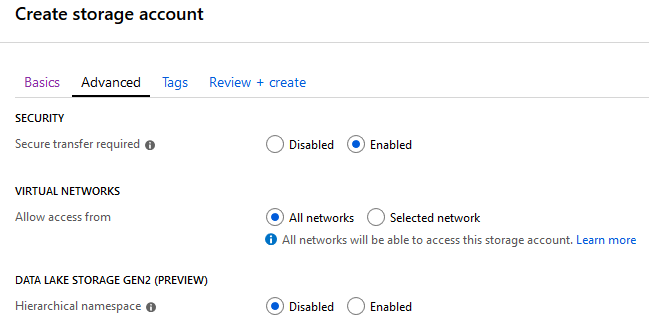 Create storage account
Basics Advanced Tags Review + create
SECURITY
Secure transfer required Disabled Enabled
VIRTUAL NETWORKS
Allow access from All networks Selected network
All networks will be able to access this storage account. Learn more
DATA LAKE STORAGE GEN2 (PREVIEW)
Hierarchical namespace Disabled Enabled